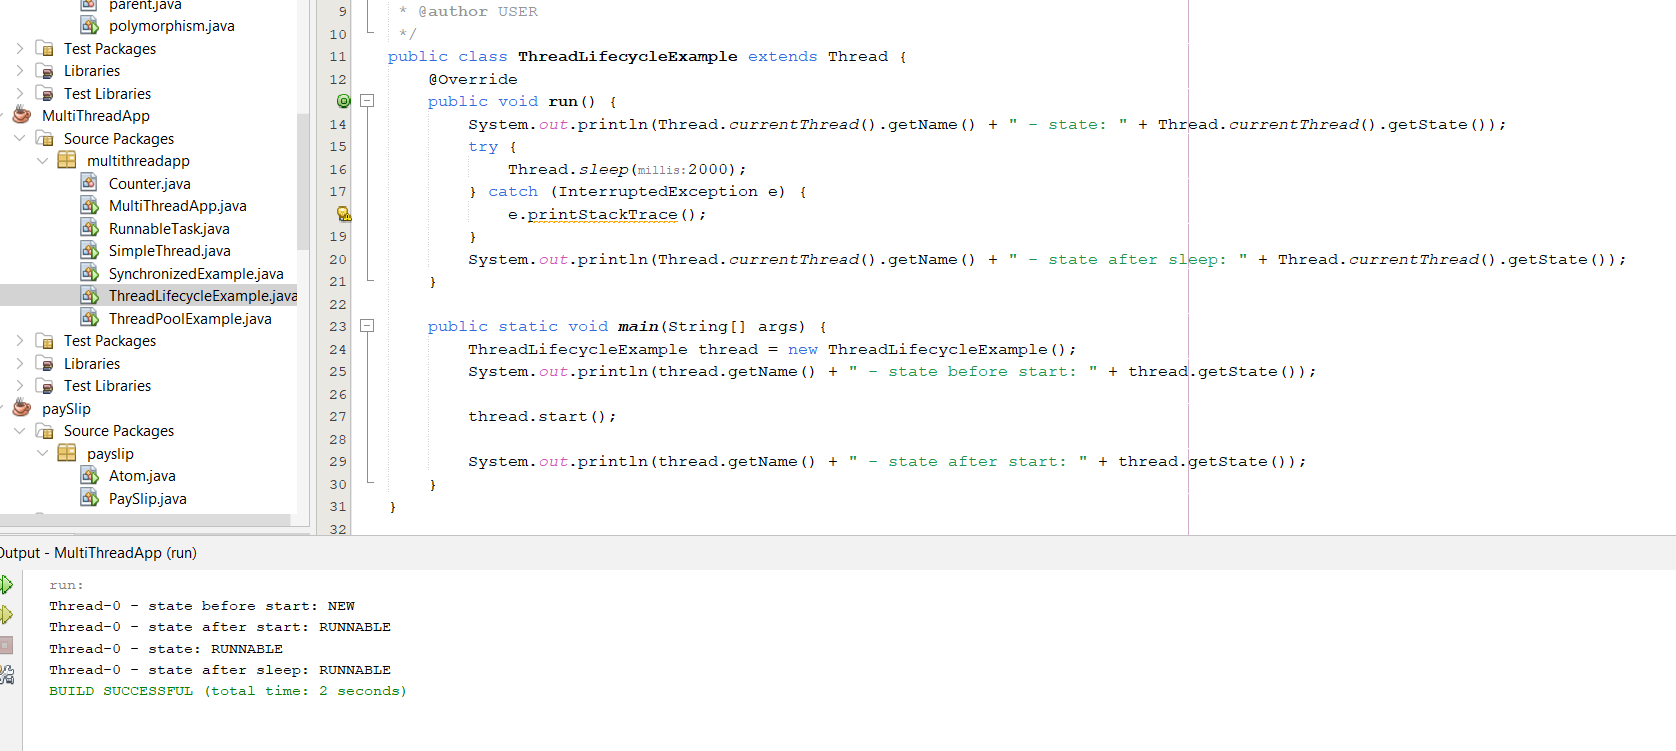 parent.java
polymorphism.java
Test Packages
Libraries
Test Libraries
MultiThreadApp
Source Packages
multithreadapp
Counter.java
MultiThreadApp.java
RunnableTask.java
SimpleThread.java
SynchronizedExample.java
ThreadLifecycleExample.java
ThreadPoolExample.java
Test Packages
Libraries
Test Libraries
paySlip
Source Packages
payslip
Atom.java
PaySlip.java
9 * @author USER
10 */
11 public class ThreadLifecycleExample extends Thread {
12 @Override
public void run() {
14 System.out.println(Thread.currentThread().getName() + " - state: " + Thread.currentThread().getState());
15 try {
16 Thread.sleep(millis:2000);
17 } catch (InterruptedException e) {
e.printStackTrace();
19 }
20 System.out.println(Thread.currentThread().getName() + " - state after sleep: " + Thread.currentThread().getState());
21 }
22
23 public static void main(String[] args) {
24 ThreadLifecycleExample thread = new ThreadLifecycleExample();
25 System.out.println(thread.getName() + " - state before start: " + thread.getState());
26
27 thread.start();
28
29 System.out.println(thread.getName() + " - state after start: " + thread.getState());
30 }
31 }
32
Output - MultiThreadApp (run)
run:
Thread-0 - state before start: NEW
Thread-0 - state after start: RUNNABLE
Thread-0 - state: RUNNABLE
Thread-0 - state after sleep: RUNNABLE
BUILD SUCCESSFUL (total time: 2 seconds)